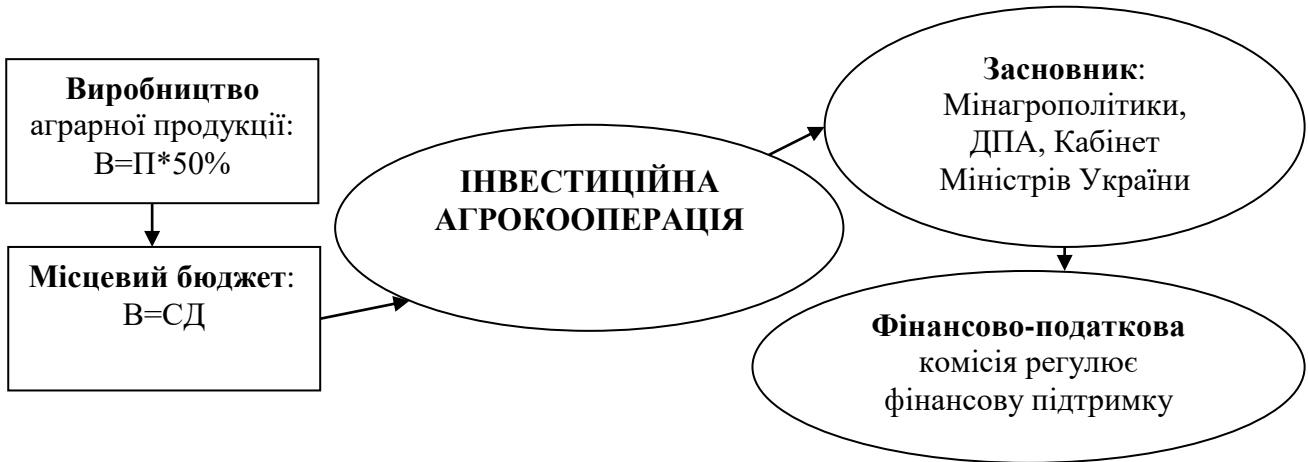 Виробництво
аграрної продукції:
В=П*50%
Місцевий бюджет:
В=СД
ІНВЕСТИЦІЙНА
АГРОКООПЕРАЦІЯ
Засновник:
Мінагрополітики,
ДПА, Кабінет
Міністрів України
Фінансово-податкова
комісія регулює
фінансову підтримку